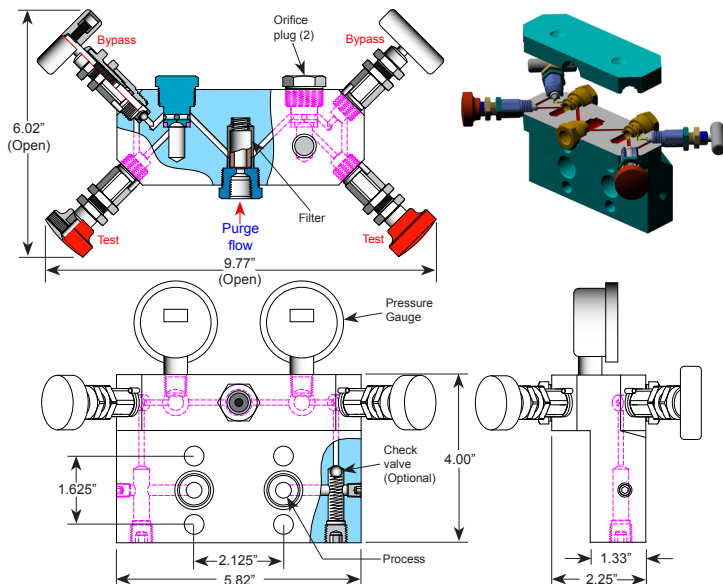 Bypass
Orifice
plug (2)
Bypass
6.02”
(Open)
Filter
Test
Purge
flow
Test
9.77”
(Open)
Pressure
Gauge
Check
valve
(Optional)
4.00”
1.625”
2.125”
Process
1.33”
5.82”
2.25”